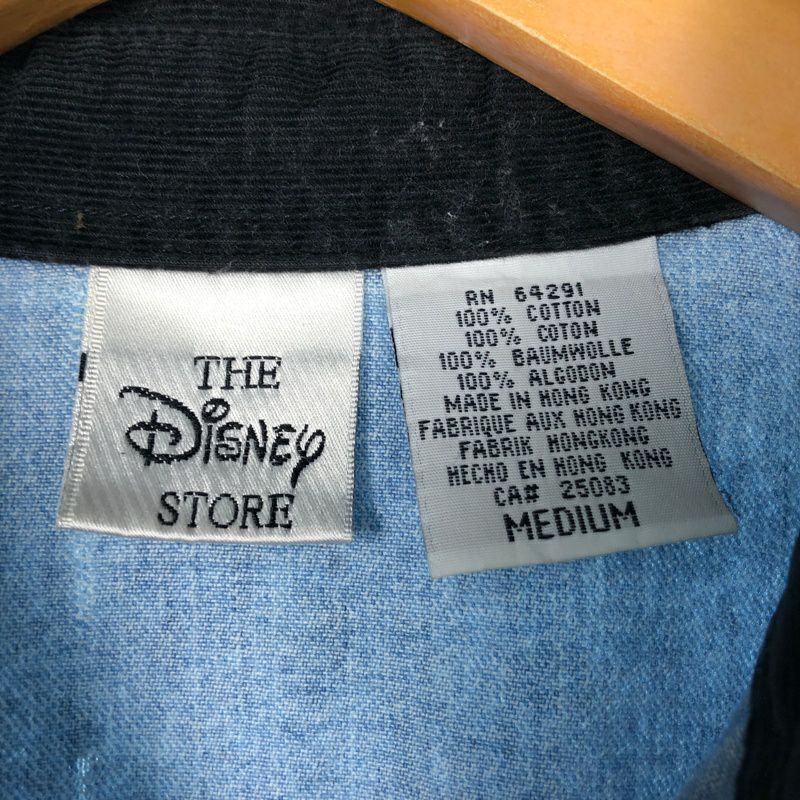 THE
Disney
STORE
RN 64291
100% COTTON
100% COTON
100% BAUMWOLLE
100% ALGODON
MADE IN HONG KONG
FABRIQUE AUX HONG KONG
FABRIK HONGKONG
HECHO EN HONG KONG
CA# 25083
MEDIUM